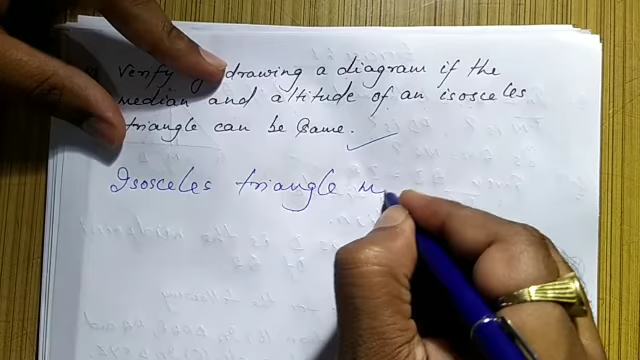 Verify drawing a diagram if the
median and altitude of an isosceles
triangle can be same.
Isosceles triangle